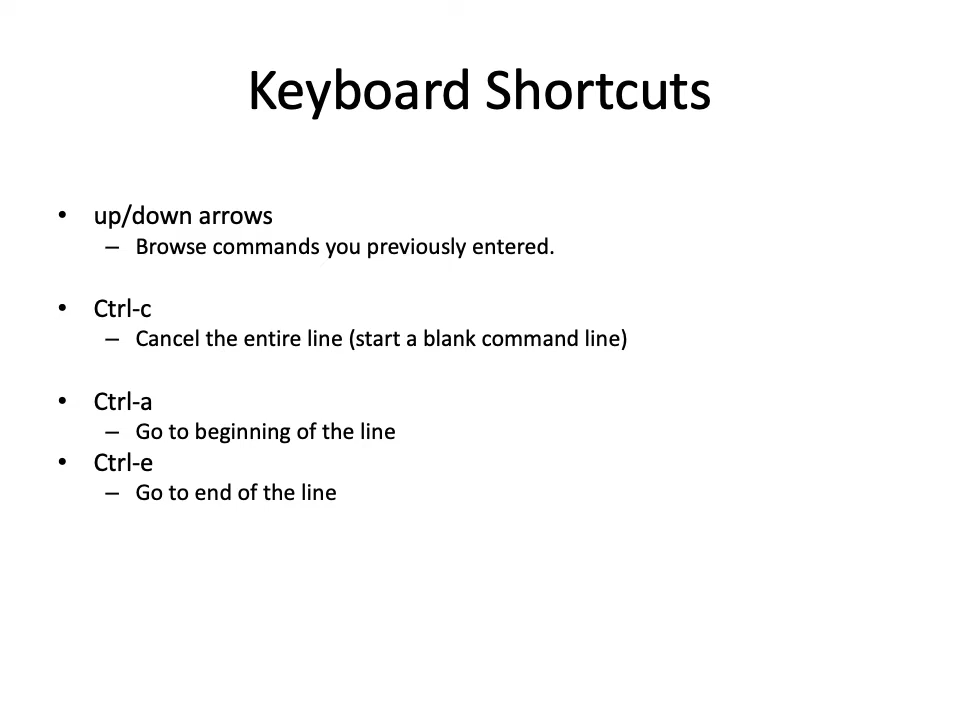 Keyboard Shortcuts
• up/down arrows
– Browse commands you previously entered.
• Ctrl-c
– Cancel the entire line (start a blank command line)
• Ctrl-a
– Go to beginning of the line
• Ctrl-e
– Go to end of the line